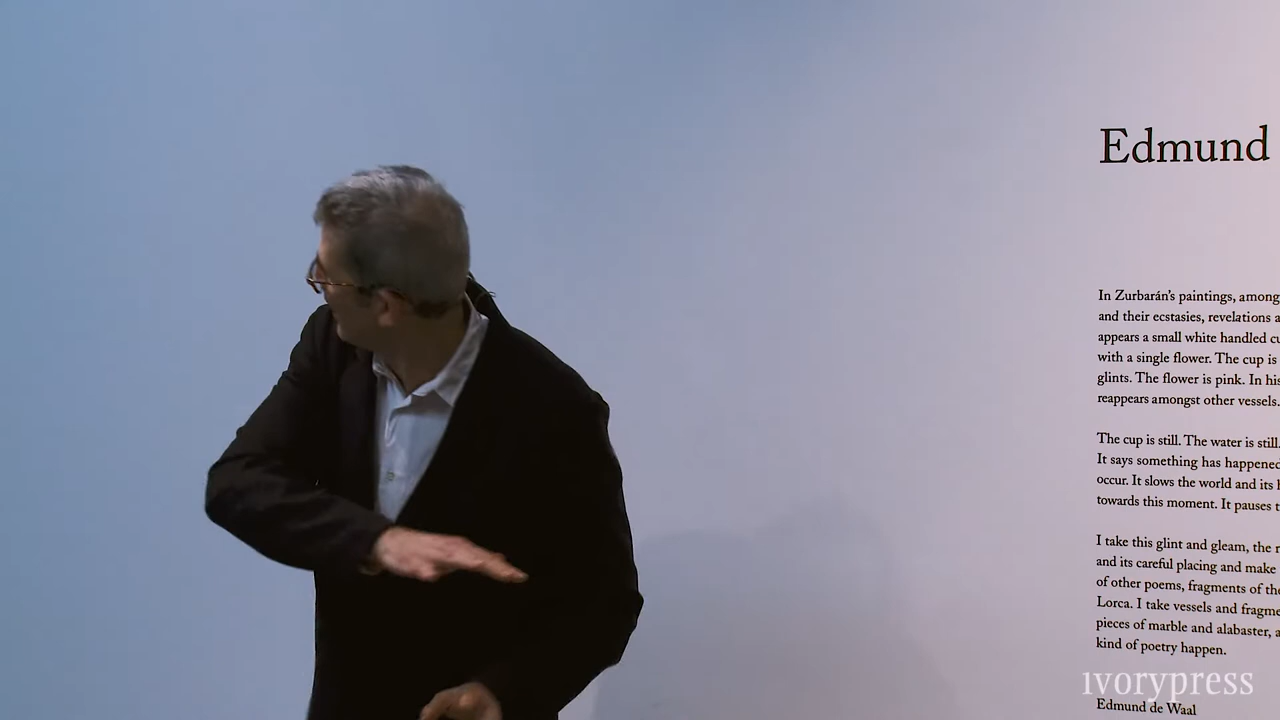 Edmund
In Zurbarán's paintings, among
and their ecstasies, revelations a
appears a small white handled cu
with a single flower. The cup is
glints. The flower is pink. In his
reappears amongst other vessels.
The cup is still. The water is still.
It says something has happened
occur. It slows the world and its h
towards this moment. It pauses t
I take this glint and gleam, the r
and its careful placing and make
of other poems, fragments of the
Lorca. I take vessels and fragme
pieces of marble and alabaster, a
kind of poetry happen.
ivorypress
Edmund de Waal